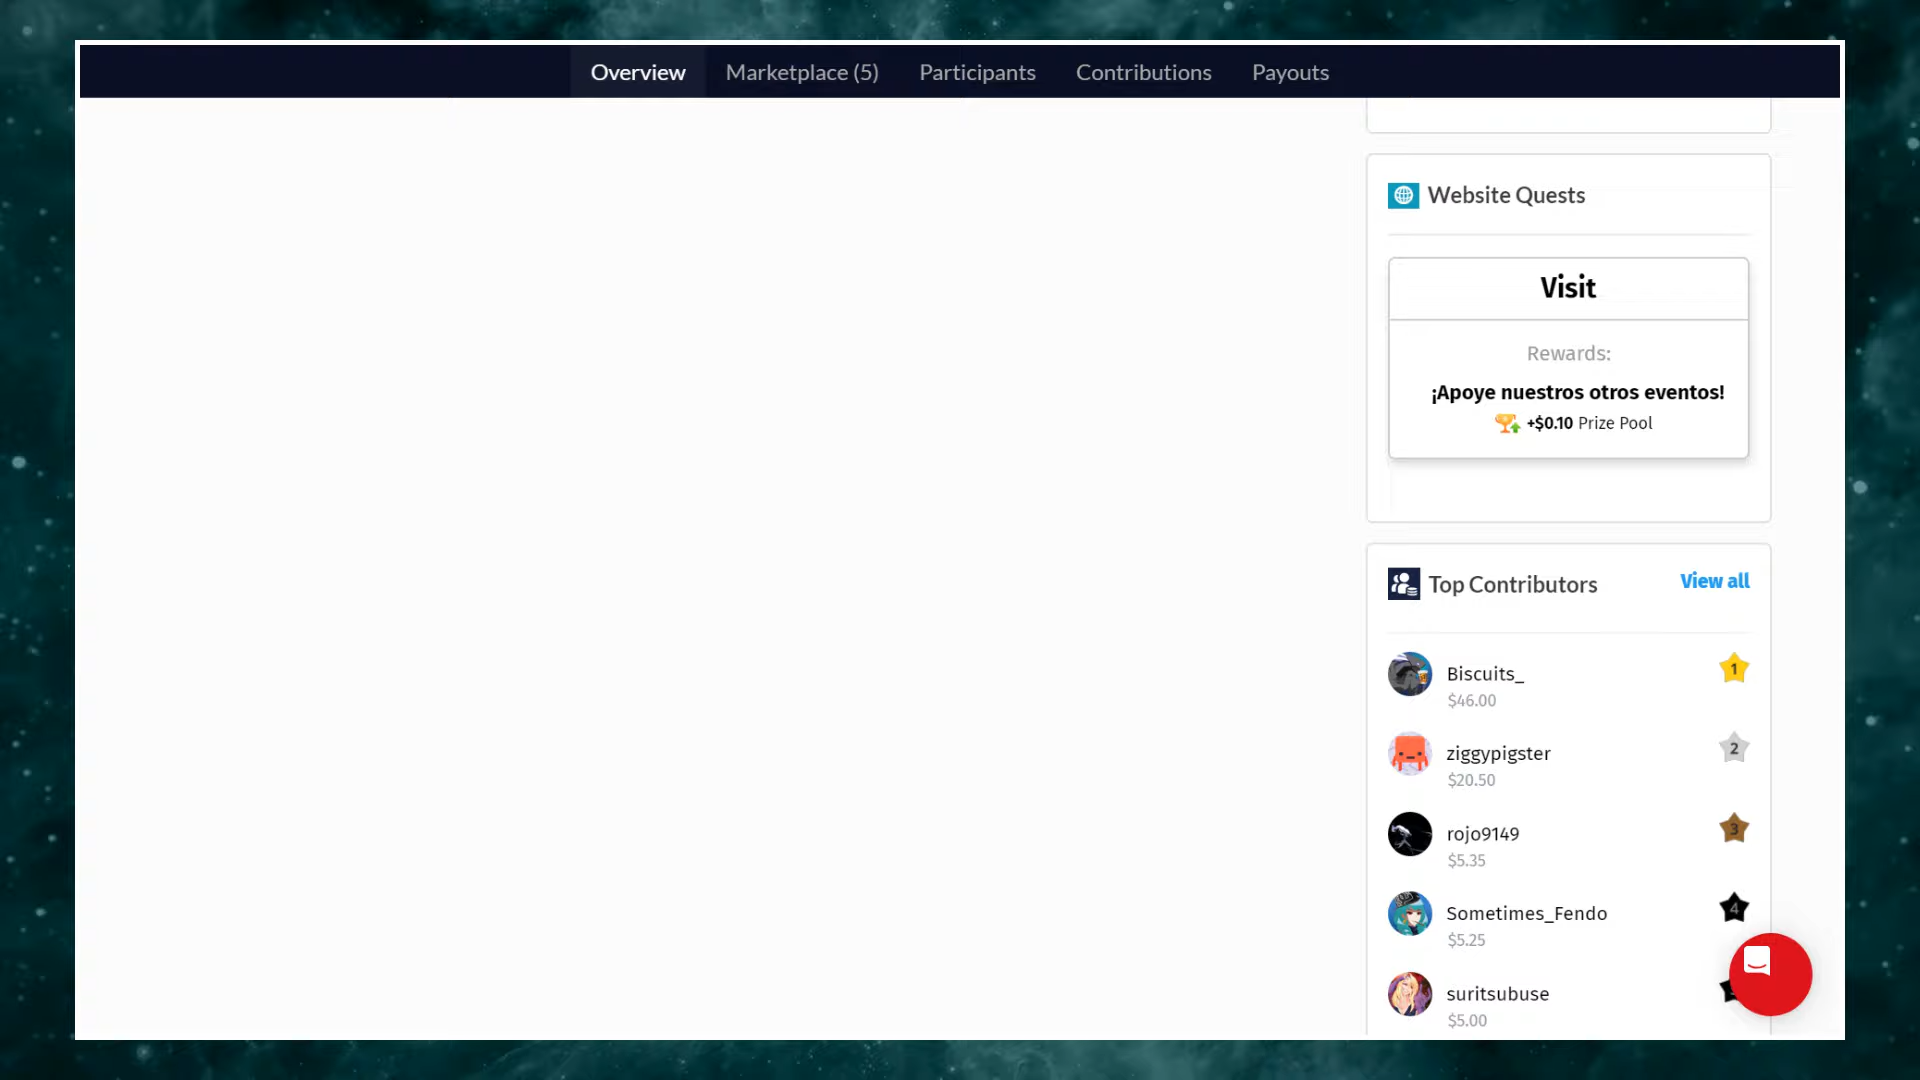 Overview Marketplace (5) Participants Contributions Payouts
Website Quests
Visit
Rewards:
¡Apoye nuestros otros eventos!
+$0.10 Prize Pool
Top Contributors View all
Biscuits_ 1
$46.00
ziggypigster 2
$20.50
rojo9149 3
$5.35
Sometimes_Fendo 4
$5.25
suritsubuse
$5.00